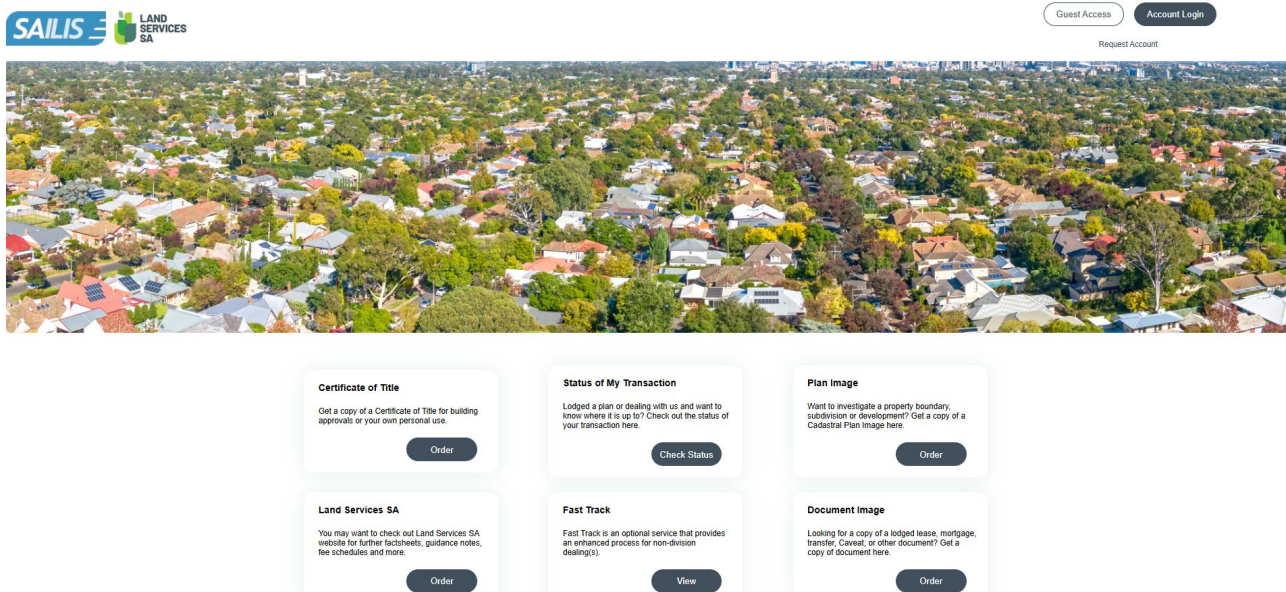 SAILIS
LAND
SERVICES
SA
Guest Access
Account Login
Request Account
Certificate of Title
Get a copy of a Certificate of Title for building
approvals or your own personal use.
Order
Status of My Transaction
Lodged a plan or dealing with us and want to
know where it is up to? Check out the status of
your transaction here.
Check Status
Plan Image
Want to investigate a property boundary,
subdivision or development? Get a copy of a
Cadastral Plan Image here.
Order
Land Services SA
You may want to check out Land Services SA
website for further factsheets, guidance notes,
fee schedules and more.
Order
Fast Track
Fast Track is an optional service that provides
an enhanced process for non-division
dealing(s).
View
Document Image
Looking for a copy of a lodged lease, mortgage,
transfer, Caveat, or other document? Get a
copy of document here.
Order